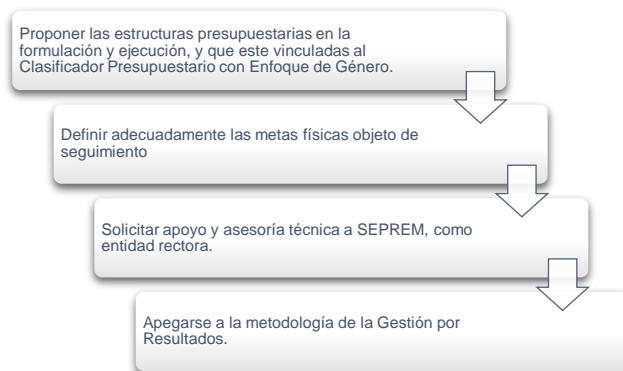 Proponer las estructuras presupuestarias en la
formulación y ejecución, y que este vinculadas al
Clasificador Presupuestario con Enfoque de Género.
Definir adecuadamente las metas físicas objeto de
seguimiento
Solicitar apoyo y asesoría técnica a SEPREM, como
entidad rectora.
Apegarse a la metodología de la Gestión por
Resultados.